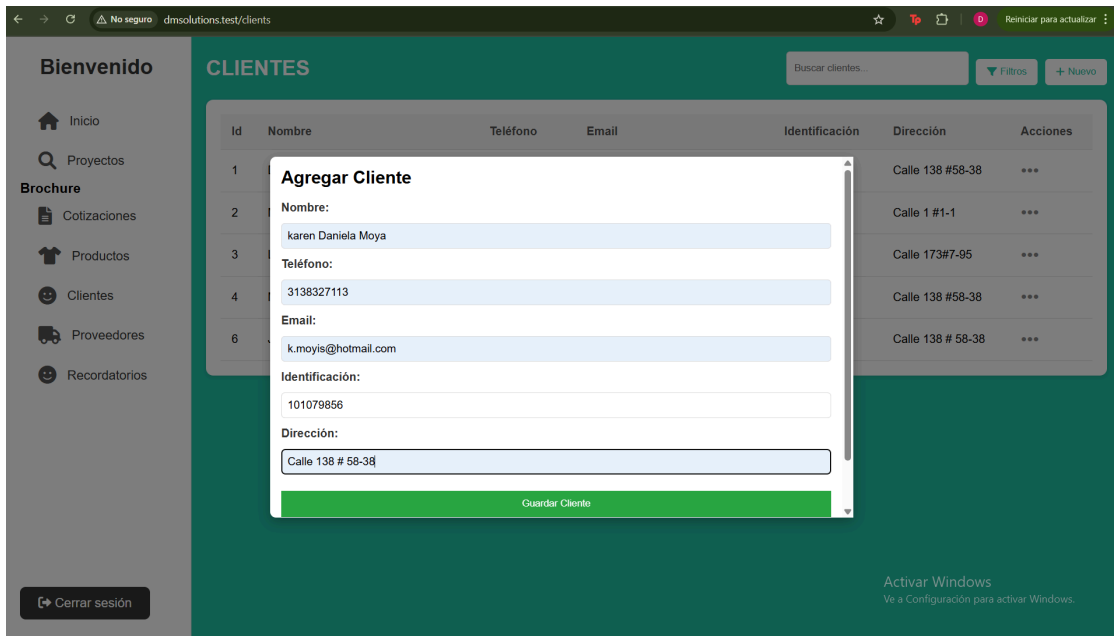 No seguro dmsolutions.test/clients Tp D Reiniciar para actualizar
Bienvenido
CLIENTES
Buscar clientes...
Filtros
+ Nuevo
Inicio
Proyectos
Brochure
Cotizaciones
Productos
Clientes
Proveedores
Recordatorios
Cerrar sesión
Id Nombre Teléfono Email Identificación Dirección Acciones
1 Calle 138 #58-38
2 Calle 1 #1-1
3 Calle 173#7-95
4 Calle 138 #58-38
6 Calle 138 # 58-38
Agregar Cliente
Nombre:
karen Daniela Moya
Teléfono:
3138327113
Email:
k.moyis@hotmail.com
Identificación:
101079856
Dirección:
Calle 138 # 58-38
Guardar Cliente
Activar Windows
Ve a Configuración para activar Windows.